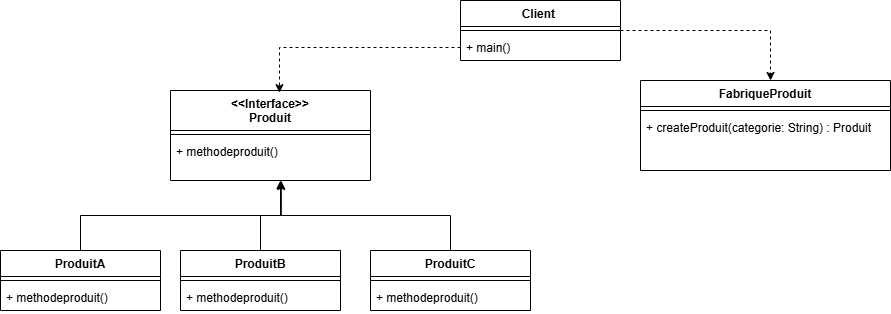 Client
+ main()
<<Interface>>
Produit
+ methodeproduit()
FabriqueProduit
+ createProduit(categorie: String) : Produit
ProduitA
+ methodeproduit()
ProduitB
+ methodeproduit()
ProduitC
+ methodeproduit()